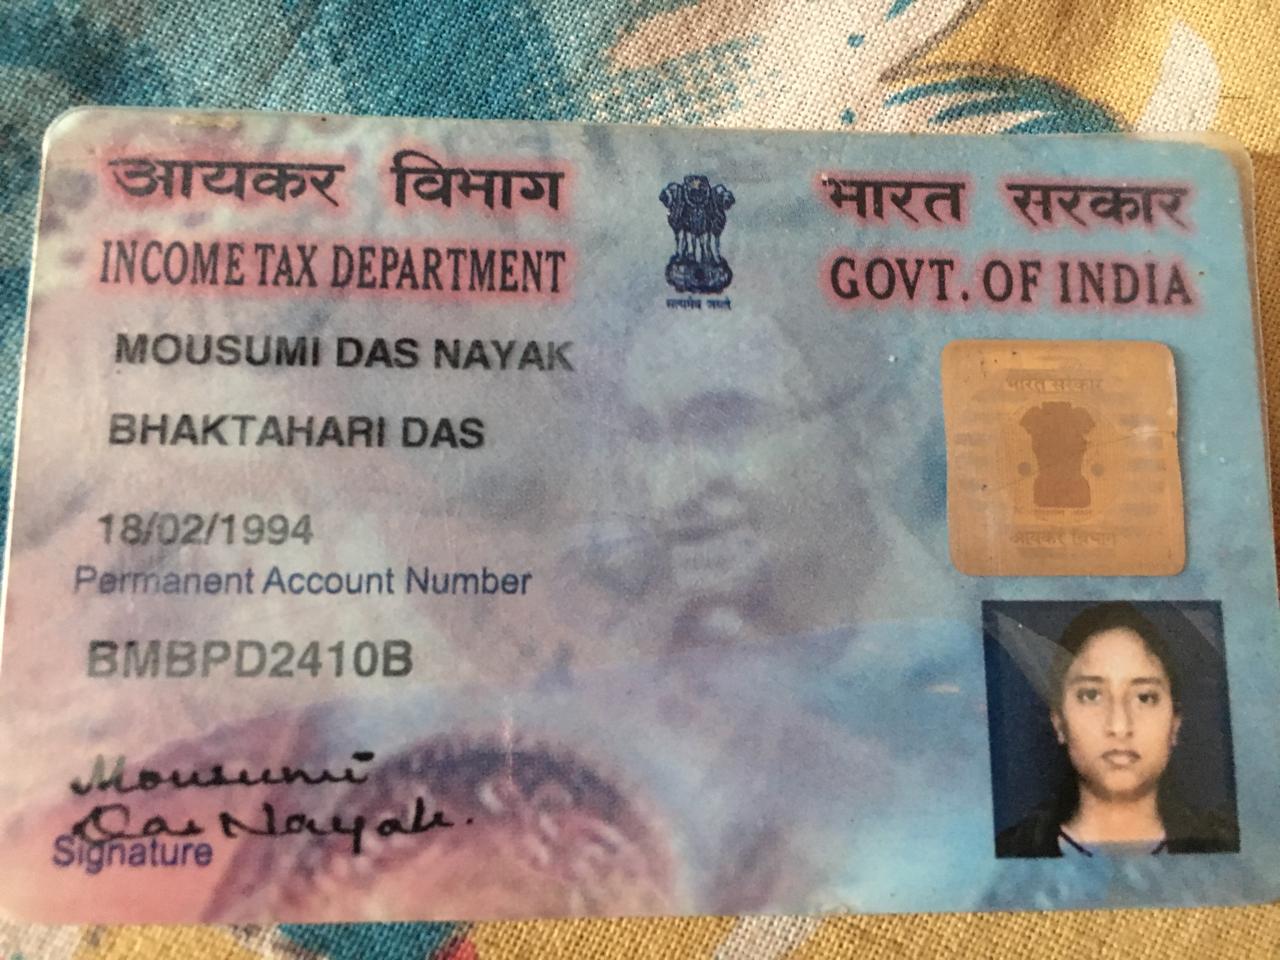 आयकर विभाग
INCOME TAX DEPARTMENT
सत्यमेव जयते
भारत सरकार
GOVT. OF INDIA
MOUSUMI DAS NAYAK
BHAKTAHARI DAS
18/02/1994
Permanent Account Number
BMBPD2410B
Mousumi
Das Nayak.
Signature
भारत सरकार
आयकर विभाग